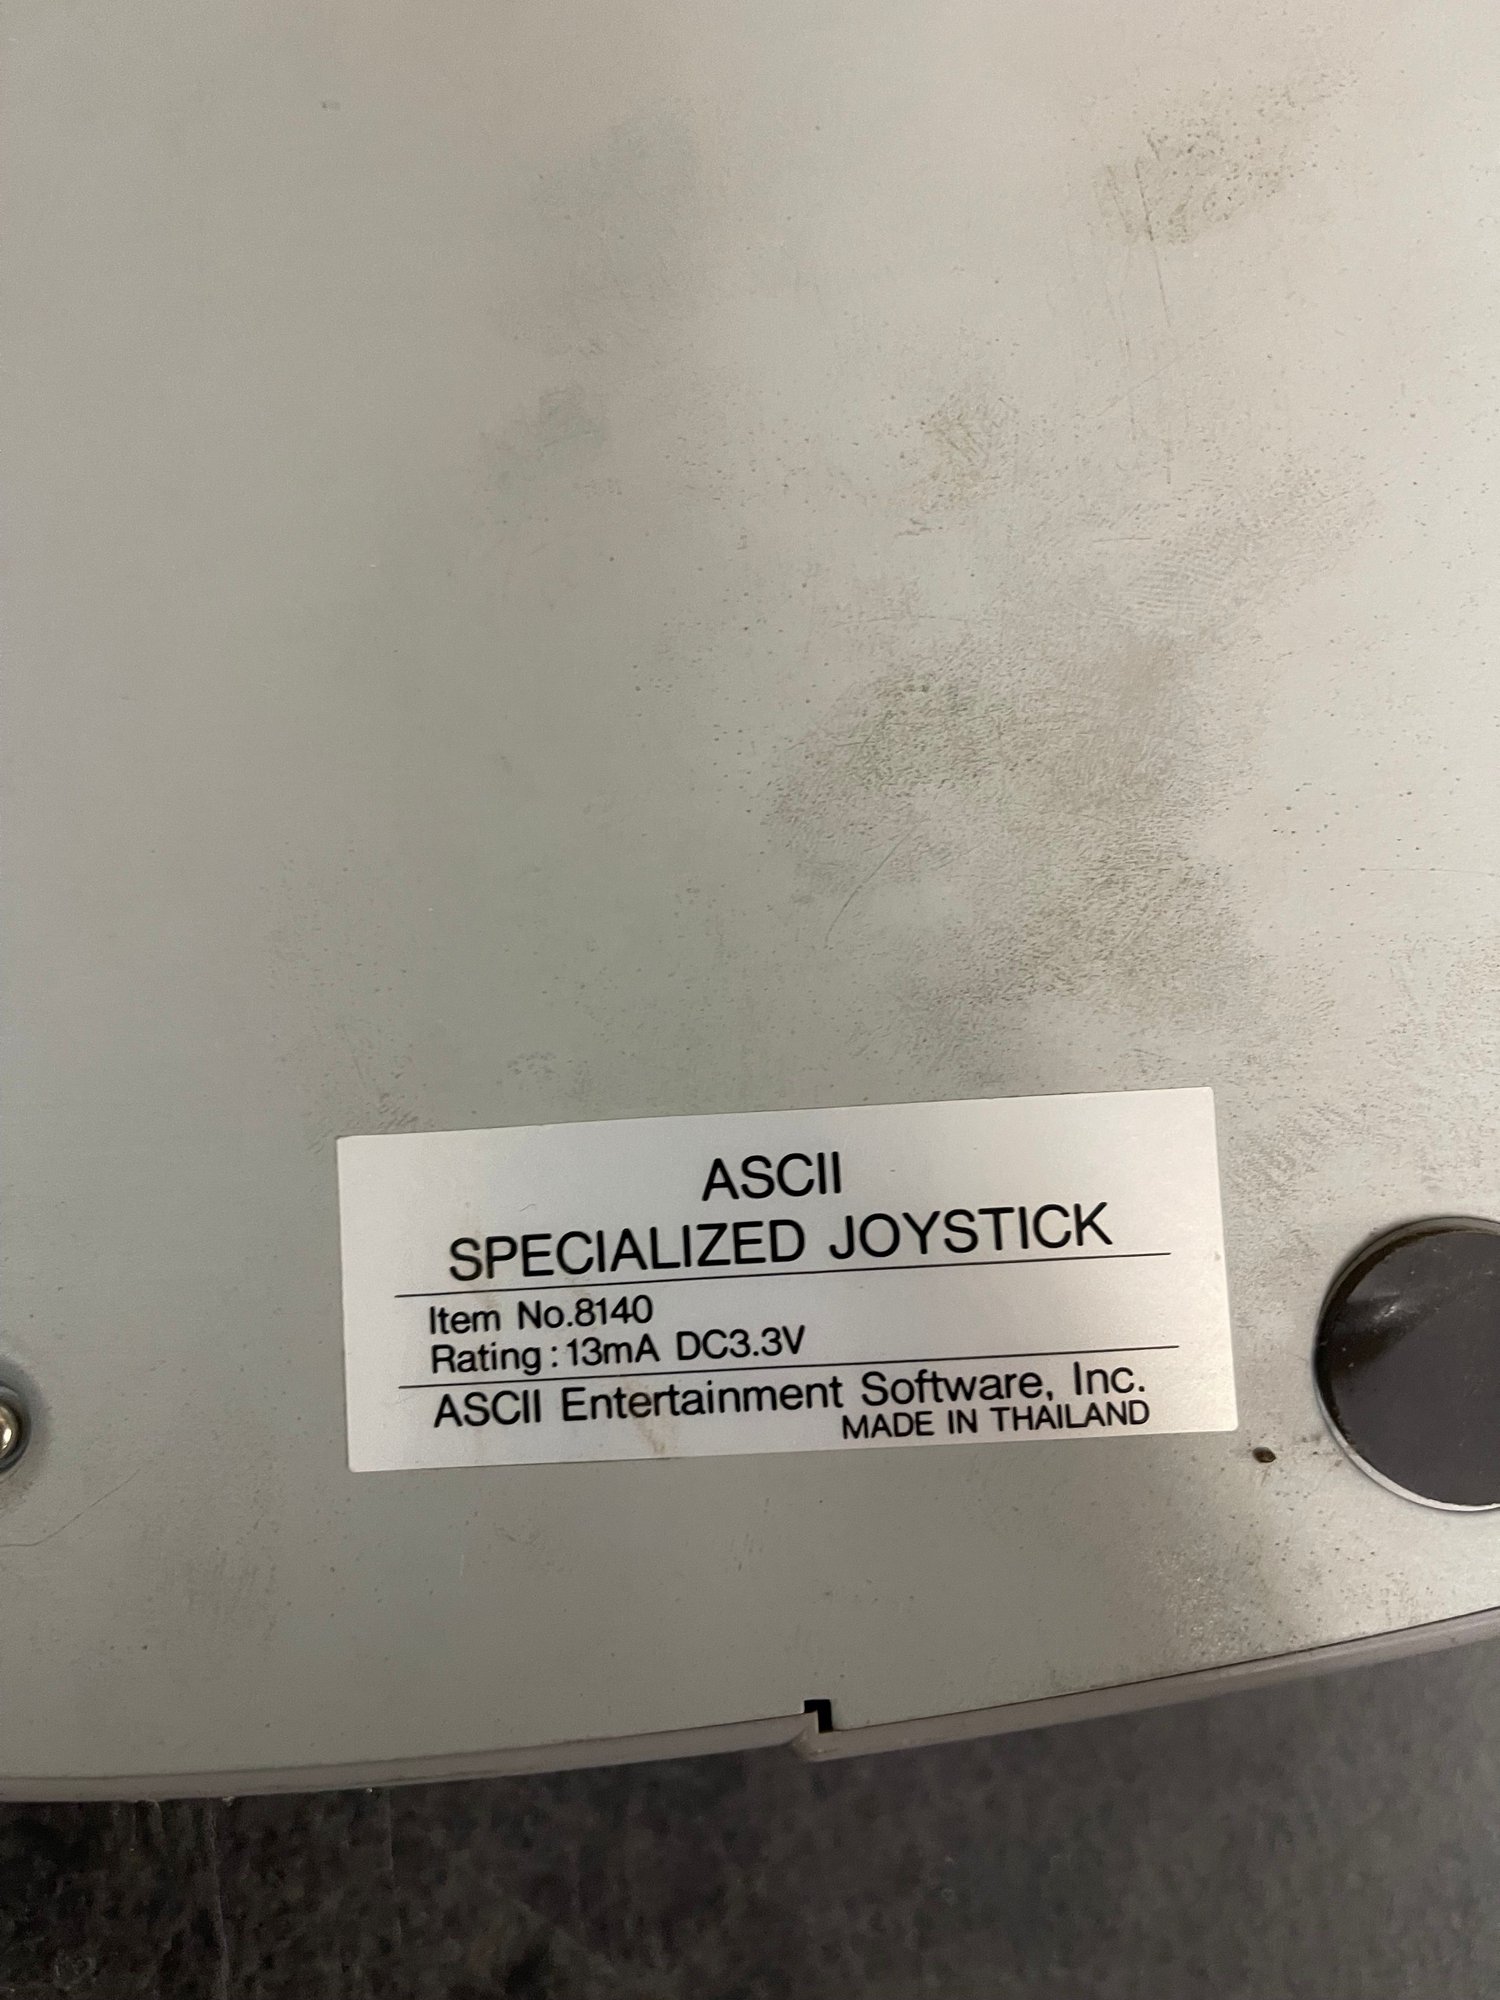 ASCII
SPECIALIZED JOYSTICK
Item No.8140
Rating : 13mA DC3.3V
ASCII Entertainment Software, Inc.
MADE IN THAILAND